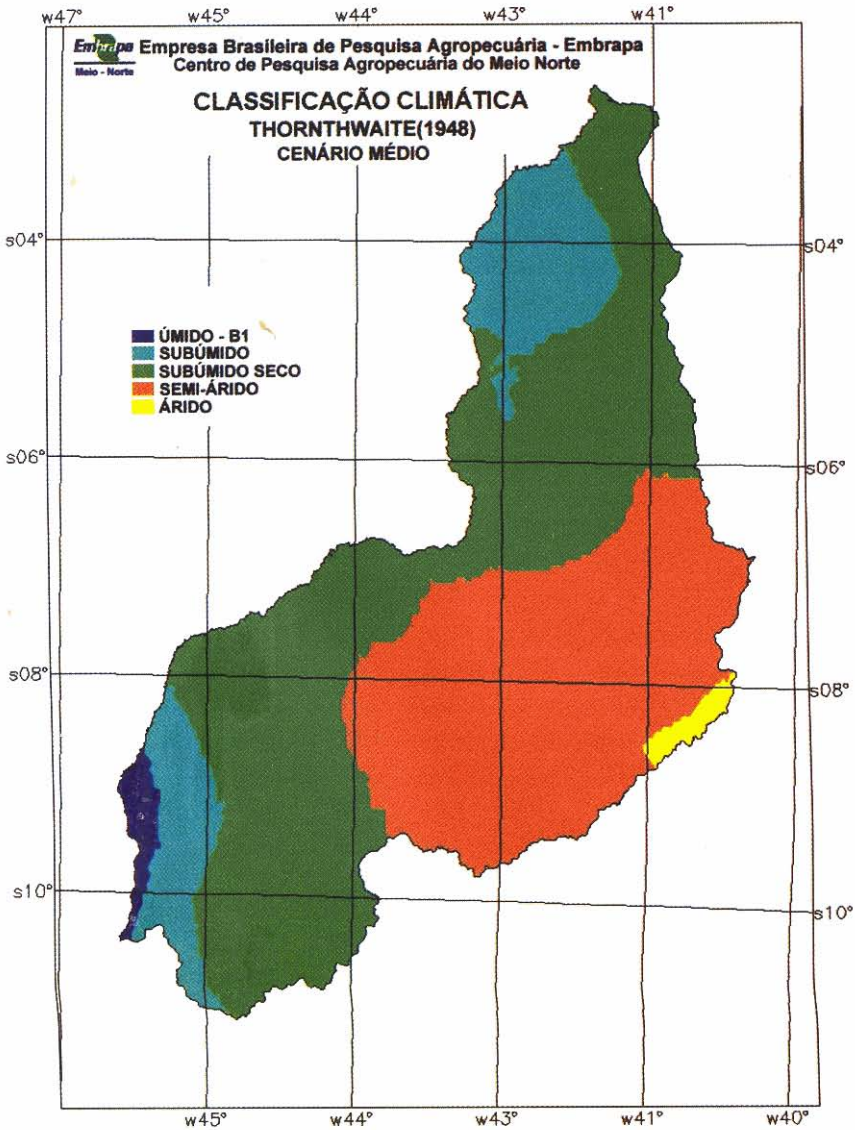 w47° w45° w44° w43° w41°
Embrapa Empresa Brasileira de Pesquisa Agropecuária - Embrapa
Meio - Norte Centro de Pesquisa Agropecuária do Meio Norte
CLASSIFICAÇÃO CLIMÁTICA
THORNTHWAITE(1948)
CENÁRIO MÉDIO
s04° s04°
ÚMIDO - B1
SUBÚMIDO
SUBÚMIDO SECO
SEMI-ÁRIDO
ÁRIDO
s06° s06°
s08° s08°
s10° s10°
w45° w44° w43° w41° w40°